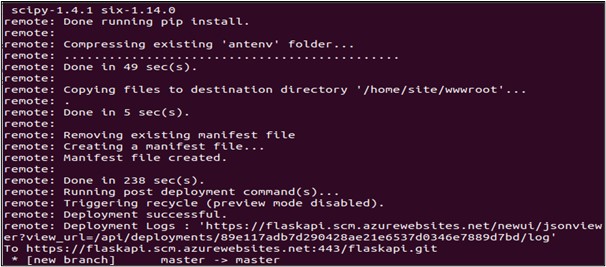 scipy-1.4.1 six-1.14.0
remote: Done running pip install.
remote:
remote: Compressing existing 'antenv' folder...
remote: ..............................................
remote: Done in 49 sec(s).
remote:
remote: Copying files to destination directory '/home/site/wwwroot'...
remote: .
remote: Done in 5 sec(s).
remote:
remote: Removing existing manifest file
remote: Creating a manifest file...
remote: Manifest file created.
remote:
remote: Done in 238 sec(s).
remote: Running post deployment command(s)...
remote: Triggering recycle (preview mode disabled).
remote: Deployment successful.
remote: Deployment Logs : 'https://flaskapi.scm.azurewebsites.net/newui/jsonview
er?view_url=/api/deployments/89e117adb7d290428ae21e6537d0346e7889d7bd/log'
To https://flaskapi.scm.azurewebsites.net:443/flaskapi.git
* [new branch]      master -> master